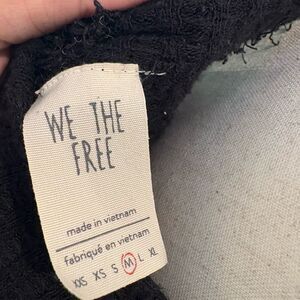 WE THE
FREE
made in vietnam
fabriqué en vietnam
XXS XS S M L XL